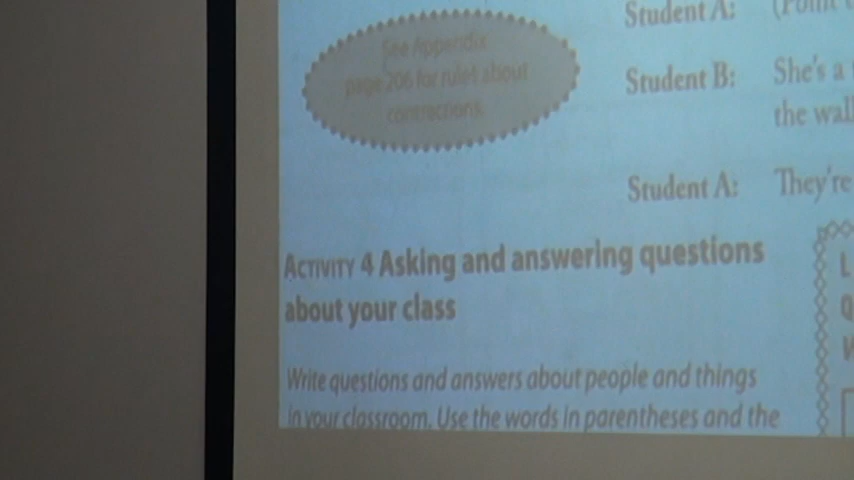 See Appendix
page 206 for rules about
contractions.
Student A: (Point
Student B: She's a
the wall
Student A: They're
ACTIVITY 4 Asking and answering questions
about your class
L
Q
W
Write questions and answers about people and things
in your classroom. Use the words in parentheses and the